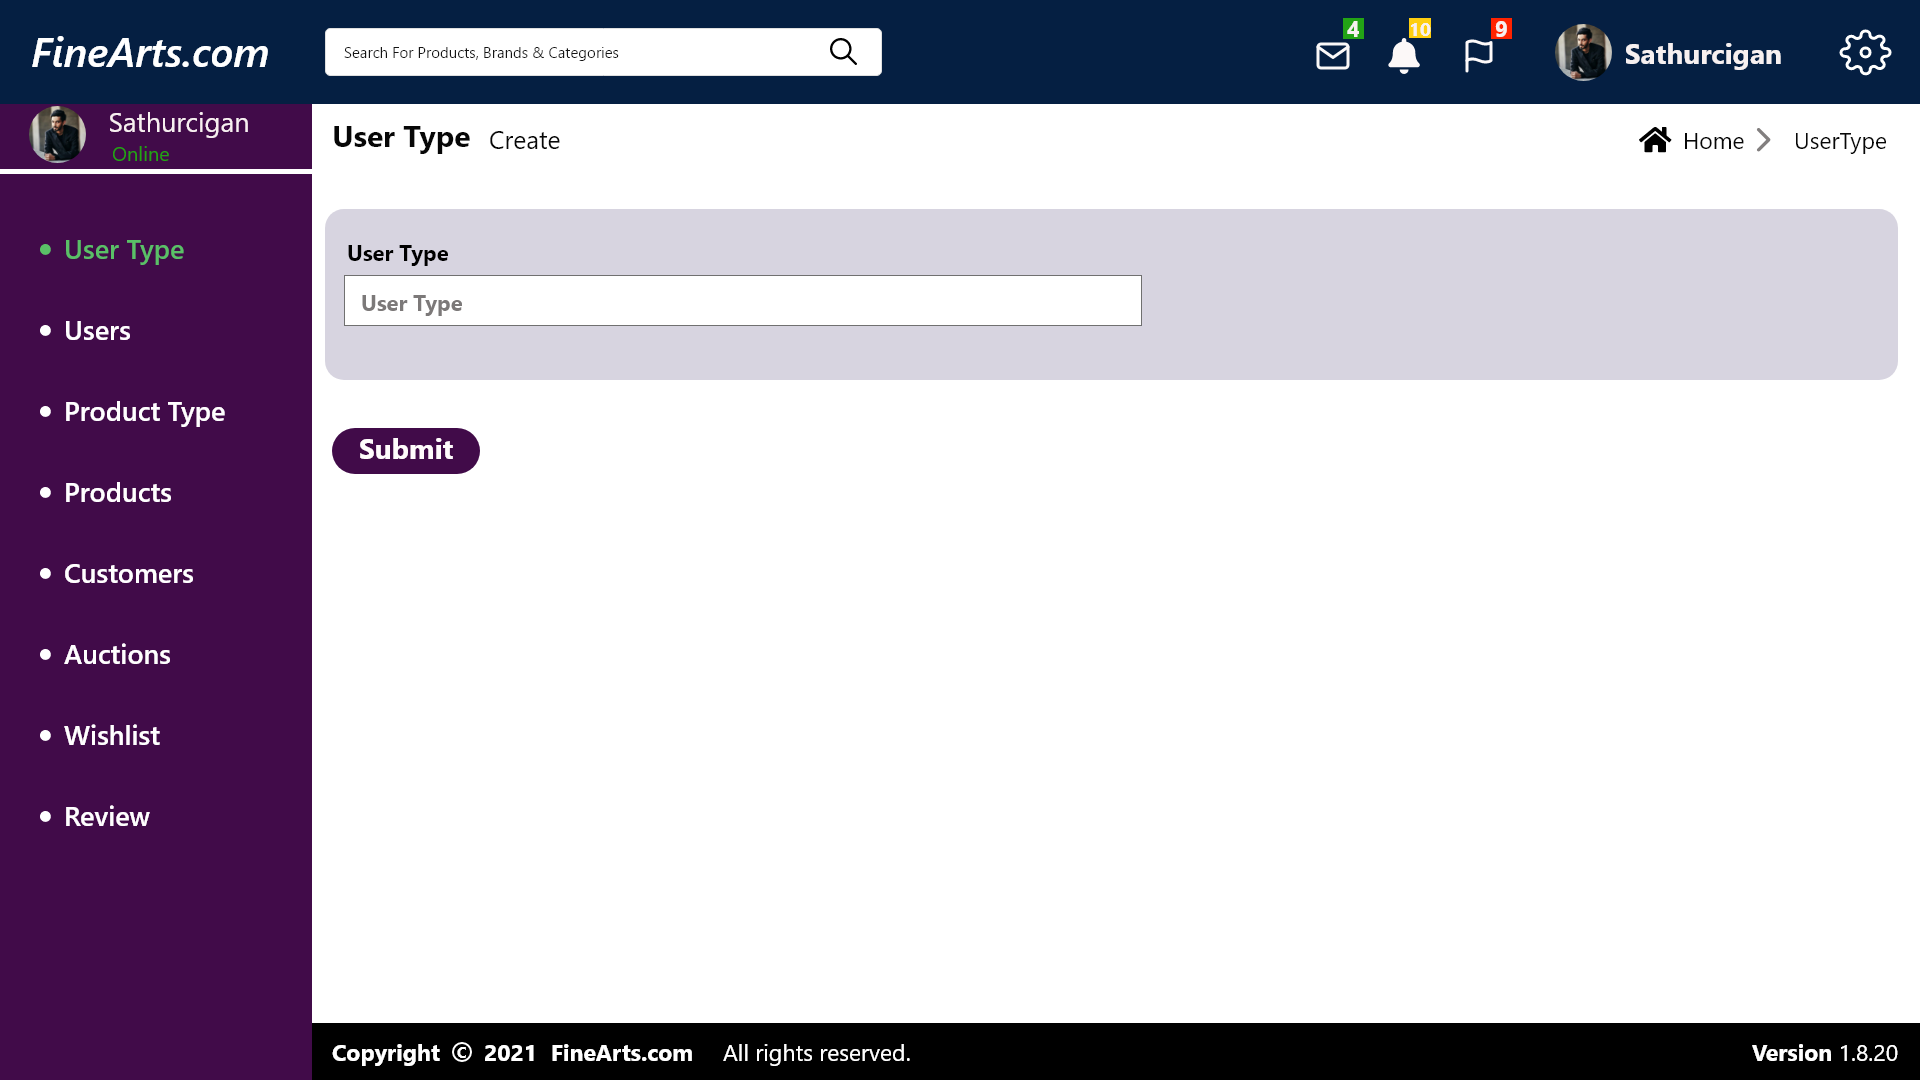 FineArts.com
Search For Products, Brands & Categories
4
10
9
Sathurcigan
Sathurcigan
Online
User Type Create
Home UserType
User Type
Users
Product Type
Products
Customers
Auctions
Wishlist
Review
User Type
User Type
Submit
Copyright © 2021 FineArts.com All rights reserved.
Version 1.8.20